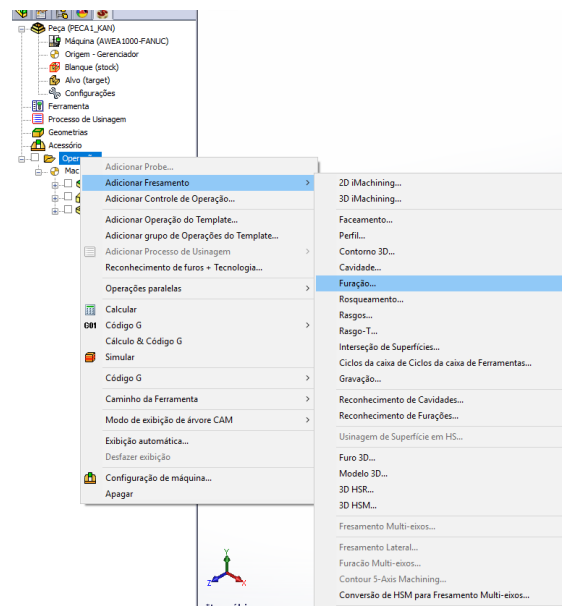 Peça (PECA1_KAN)
Máquina (AWEA1000-FANUC)
Origem - Gerenciador
Blanque (stock)
Alvo (target)
Configurações
Ferramenta
Processo de Usinagem
Geometrias
Acessório
Mac
Adicionar Probe...
Adicionar Fresamento
Adicionar Controle de Operação...
Adicionar Operação do Template...
Adicionar grupo de Operações do Template...
Adicionar Processo de Usinagem
Reconhecimento de furos + Tecnologia...
Operações paralelas
Calcular
G01 Código G
Cálculo & Código G
Simular
Código G
Caminho da Ferramenta
Modo de exibição de árvore CAM
Exibição automática...
Desfazer exibição
Configuração de máquina...
Apagar
2D iMachining...
3D iMachining...
Faceamento...
Perfil...
Contorno 3D...
Cavidade...
Furação...
Rosqueamento...
Rasgos...
Rasgo-T...
Interseção de Superfícies...
Ciclos da caixa de Ciclos da caixa de Ferramentas...
Gravação...
Reconhecimento de Cavidades...
Reconhecimento de Furações...
Usinagem de Superfície em HS...
Furo 3D...
Modelo 3D...
3D HSR...
3D HSM...
Fresamento Multi-eixos...
Fresamento Lateral...
Furacão Multi-eixos...
Contour 5-Axis Machining...
Conversão de HSM para Fresamento Multi-eixos...
Y
Z
X